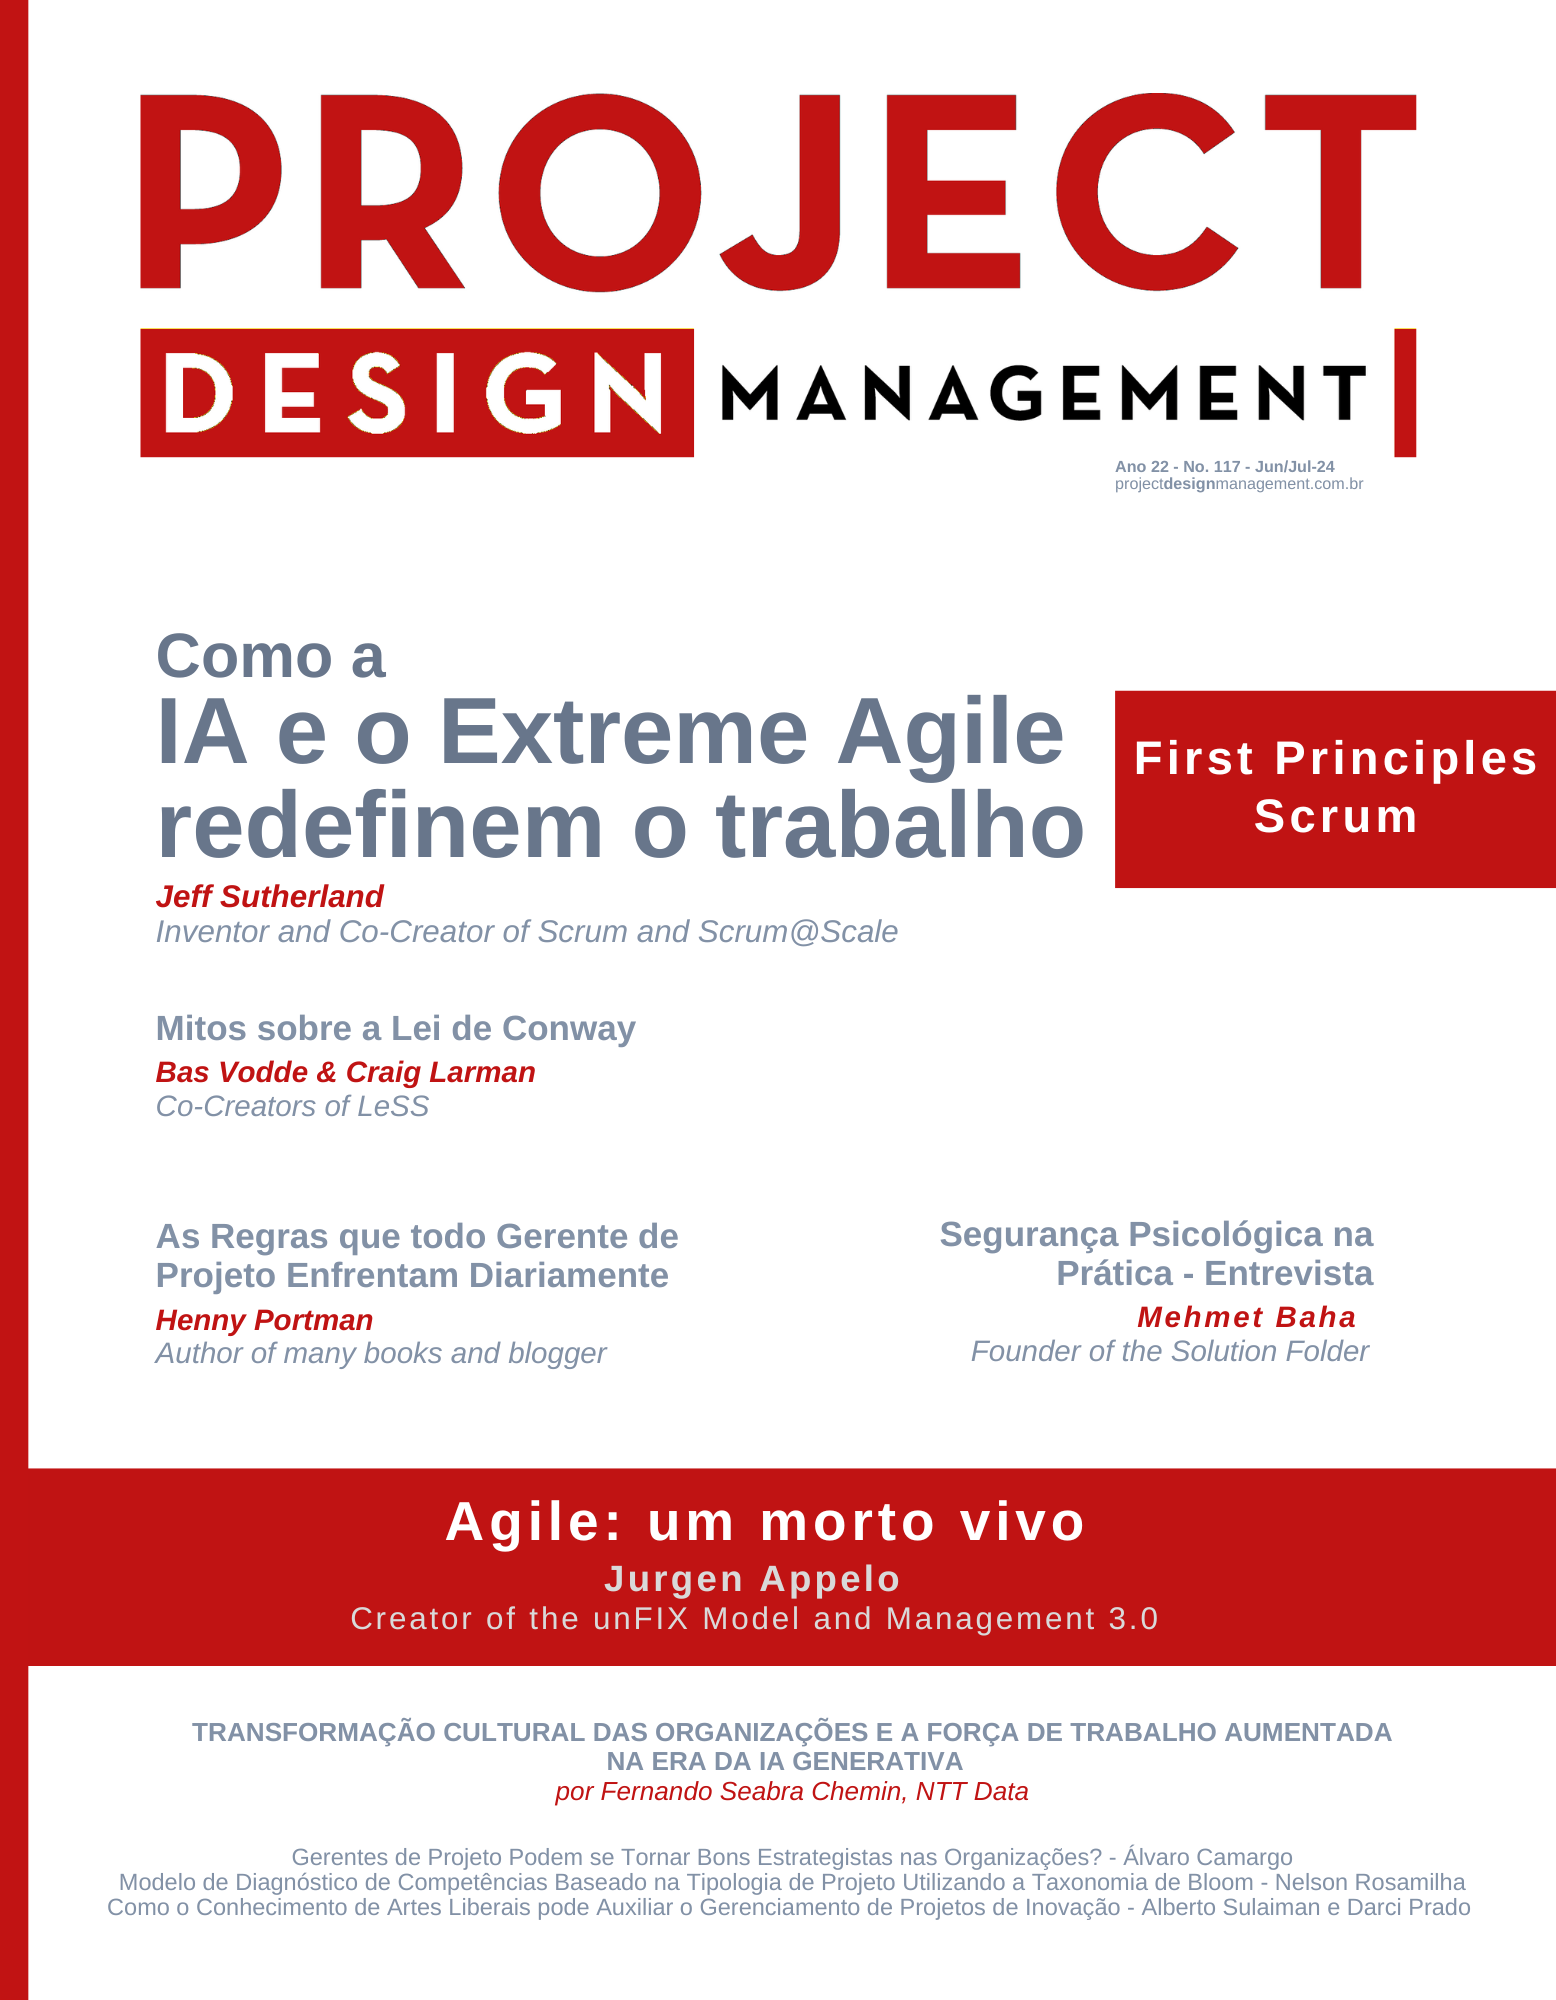 PROJECT
DESIGN MANAGEMENT
Ano 22 - No. 117 - Jun/Jul-24
projectdesignmanagement.com.br
Como a
IA e o Extreme Agile
redefinem o trabalho
Jeff Sutherland
Inventor and Co-Creator of Scrum and Scrum@Scale
First Principles
Scrum
Mitos sobre a Lei de Conway
Bas Vodde & Craig Larman
Co-Creators of LeSS
As Regras que todo Gerente de
Projeto Enfrentam Diariamente
Henny Portman
Author of many books and blogger
Segurança Psicológica na
Prática - Entrevista
Mehmet Baha
Founder of the Solution Folder
Agile: um morto vivo
Jurgen Appelo
Creator of the unFIX Model and Management 3.0
TRANSFORMAÇÃO CULTURAL DAS ORGANIZAÇÕES E A FORÇA DE TRABALHO AUMENTADA
NA ERA DA IA GENERATIVA
por Fernando Seabra Chemin, NTT Data
Gerentes de Projeto Podem se Tornar Bons Estrategistas nas Organizações? - Álvaro Camargo
Modelo de Diagnóstico de Competências Baseado na Tipologia de Projeto Utilizando a Taxonomia de Bloom - Nelson Rosamilha
Como o Conhecimento de Artes Liberais pode Auxiliar o Gerenciamento de Projetos de Inovação - Alberto Sulaiman e Darci Prado